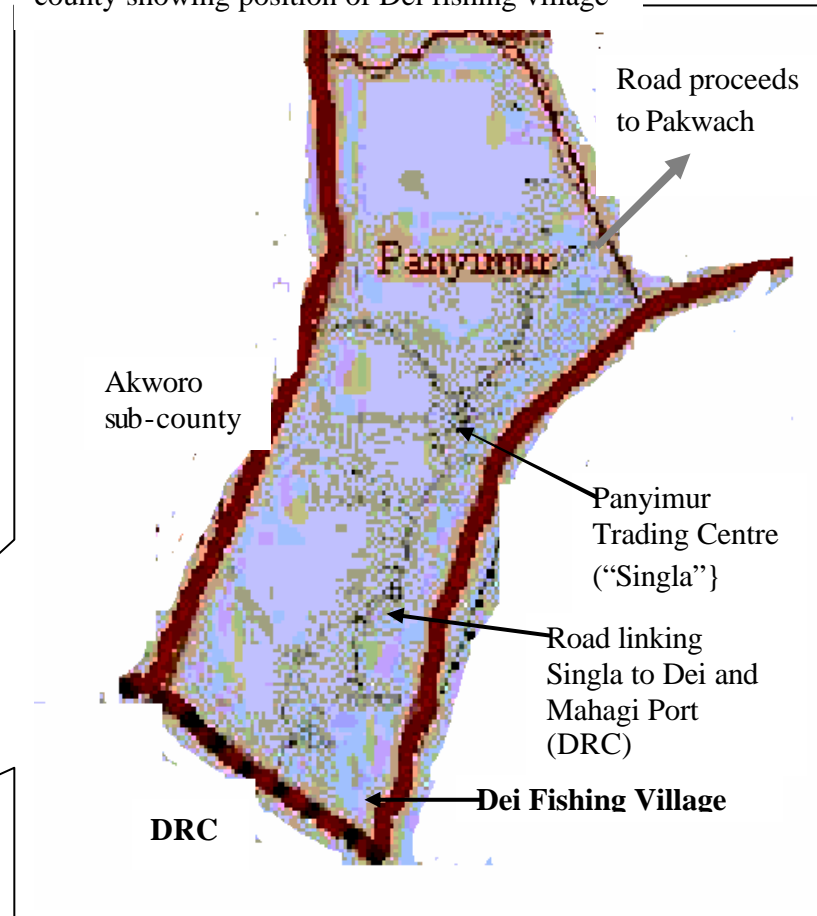 county showing position of Dei fishing village
Road proceeds
to Pakwach
Panyimur
Akworo
sub-county
Panyimur
Trading Centre
(“Singla”}
Road linking
Singla to Dei and
Mahagi Port
(DRC)
Dei Fishing Village
DRC